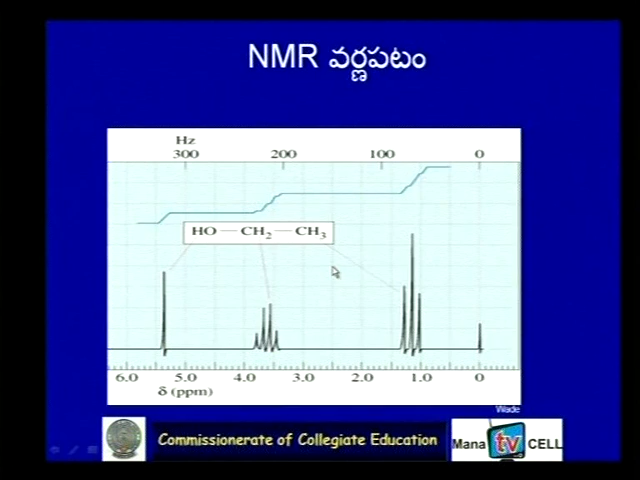 NMR వర్ణపటం
Hz
300 200 100 0
HO — CH₂ — CH₃
6.0 5.0 4.0 3.0 2.0 1.0 0
δ (ppm)
Wade
Commissionerate of Collegiate Education
Mana tv CELL